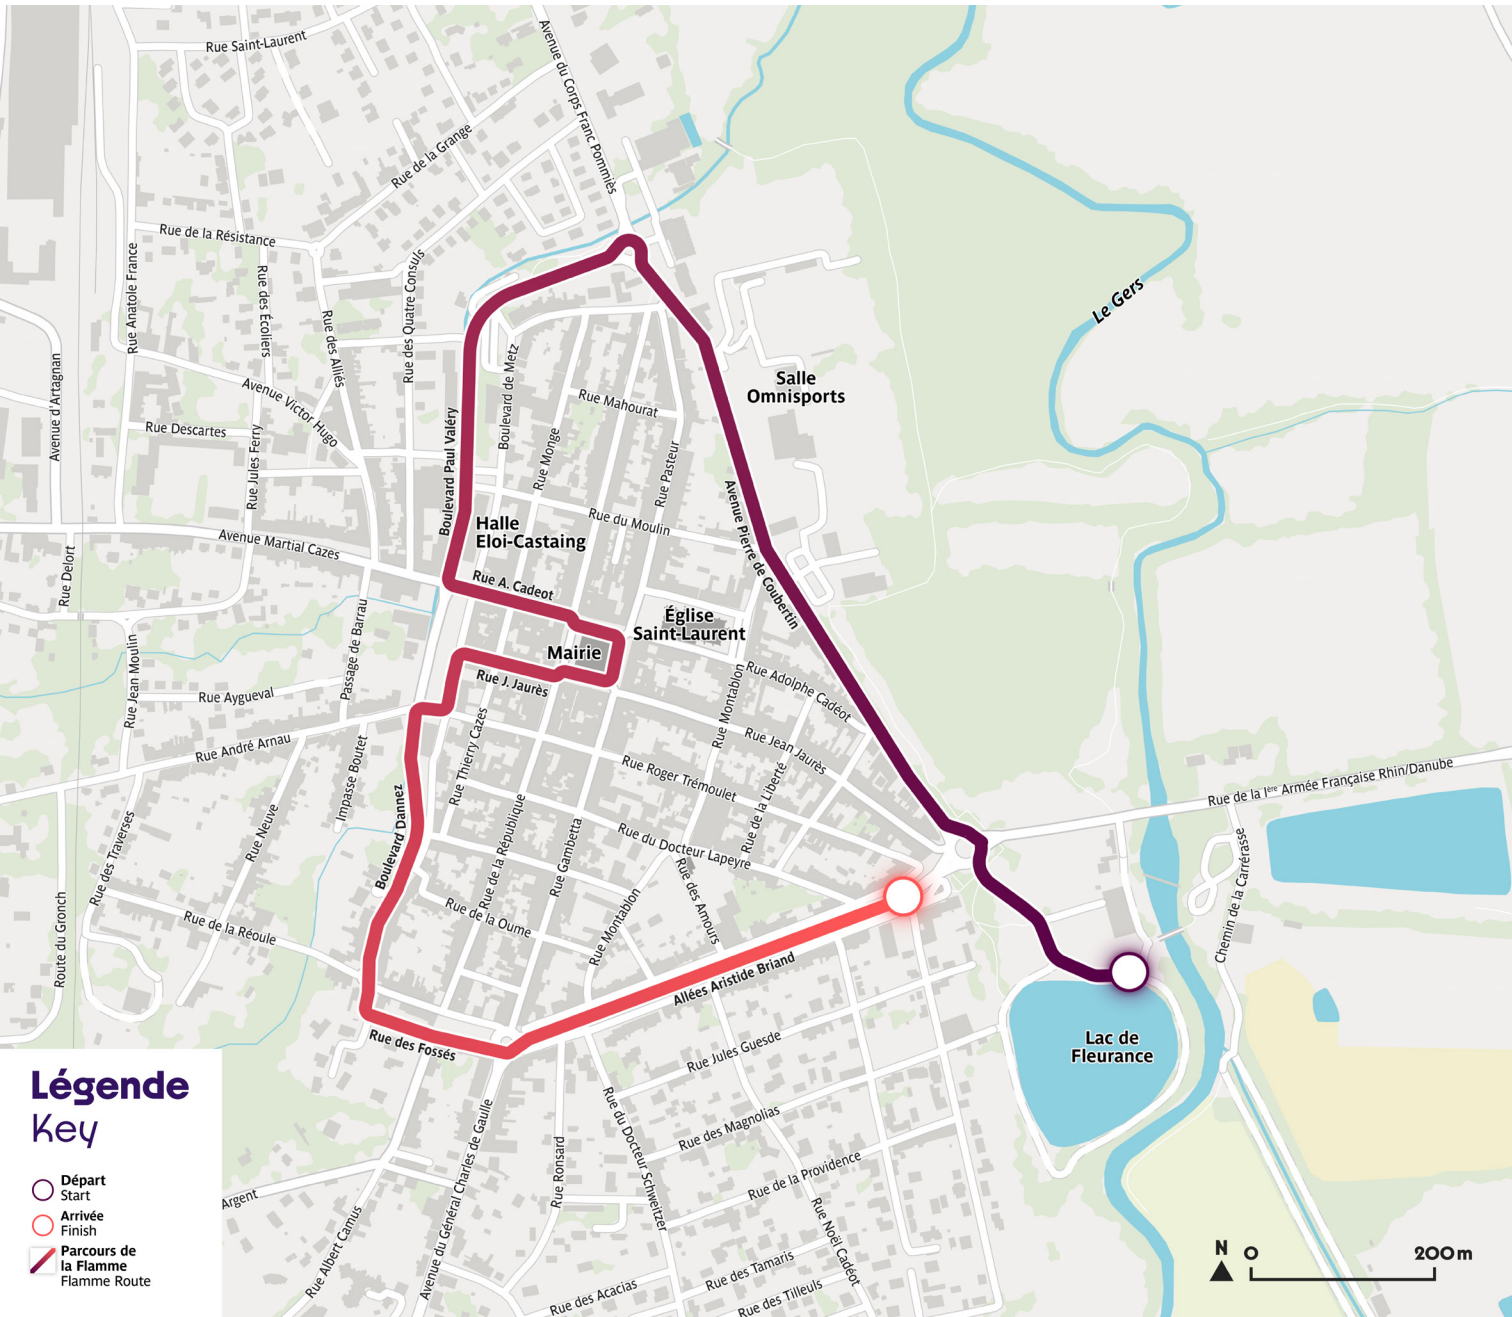 Rue Saint-Laurent
Avenue du Corps Franc Pommiès
Rue de la Grange
Rue de la Résistance
Rue Anatole France
Rue des Écoliers
Rue des Quatre Consuls
Rue des Alliés
Le Gers
Avenue d'Artagnan
Avenue Victor Hugo
Boulevard de Metz
Rue Mahourat
Salle
Omnisports
Rue Descartes
Rue Jules Ferry
Boulevard Paul Valéry
Rue Monge
Rue Pasteur
Halle
Eloi-Castaing
Rue du Moulin
Avenue Pierre de Coubertin
Avenue Martial Cazes
Rue Delort
Rue A. Cadeot
Église
Saint-Laurent
Mairie
Passage de Barrau
Rue Jean Moulin
Rue Aygueval
Rue J. Jaurès
Rue Adolphe Cadéot
Rue Montablon
Rue André Arnau
Rue Thierry Cazes
Rue Jean Jaurès
Rue Roger Trémoulet
Rue de la Liberté
Impasse Boutet
Rue de la Ière Armée Française Rhin/Danube
Rue des Traverses
Rue Neuve
Boulevard Dannez
Rue de la République
Rue Gambetta
Rue du Docteur Lapeyre
Rue des Amours
Chemin de la Carrérasse
Rue de la Réoule
Rue de la Oume
Rue Montablon
Route du Gronch
Allées Aristide Briand
Rue des Fossés
Rue Jules Guesde
Lac de
Fleurance
Rue des Magnolias
Rue du Docteur Schweitzer
Rue Ronsard
Avenue du Général Charles de Gaulle
Rue de la Providence
Argent
Rue Albert Camus
Rue Noël Cadéot
Rue des Tamaris
Rue des Acacias
Rue des Tilleuls
Légende
Key
Départ
Start
Arrivée
Finish
Parcours de
la Flamme
Flamme Route
N 0 200 m